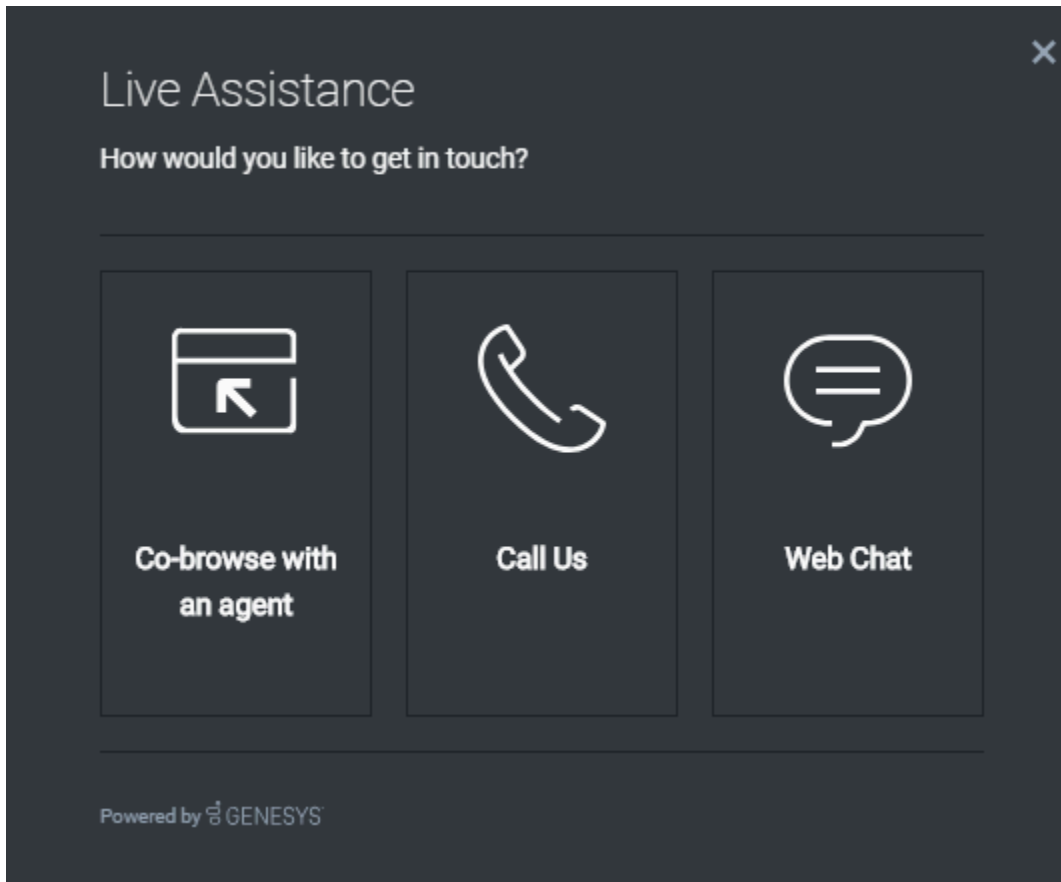 Live Assistance
How would you like to get in touch?
Co-browse with
an agent
Call Us
Web Chat
Powered by GENESYS